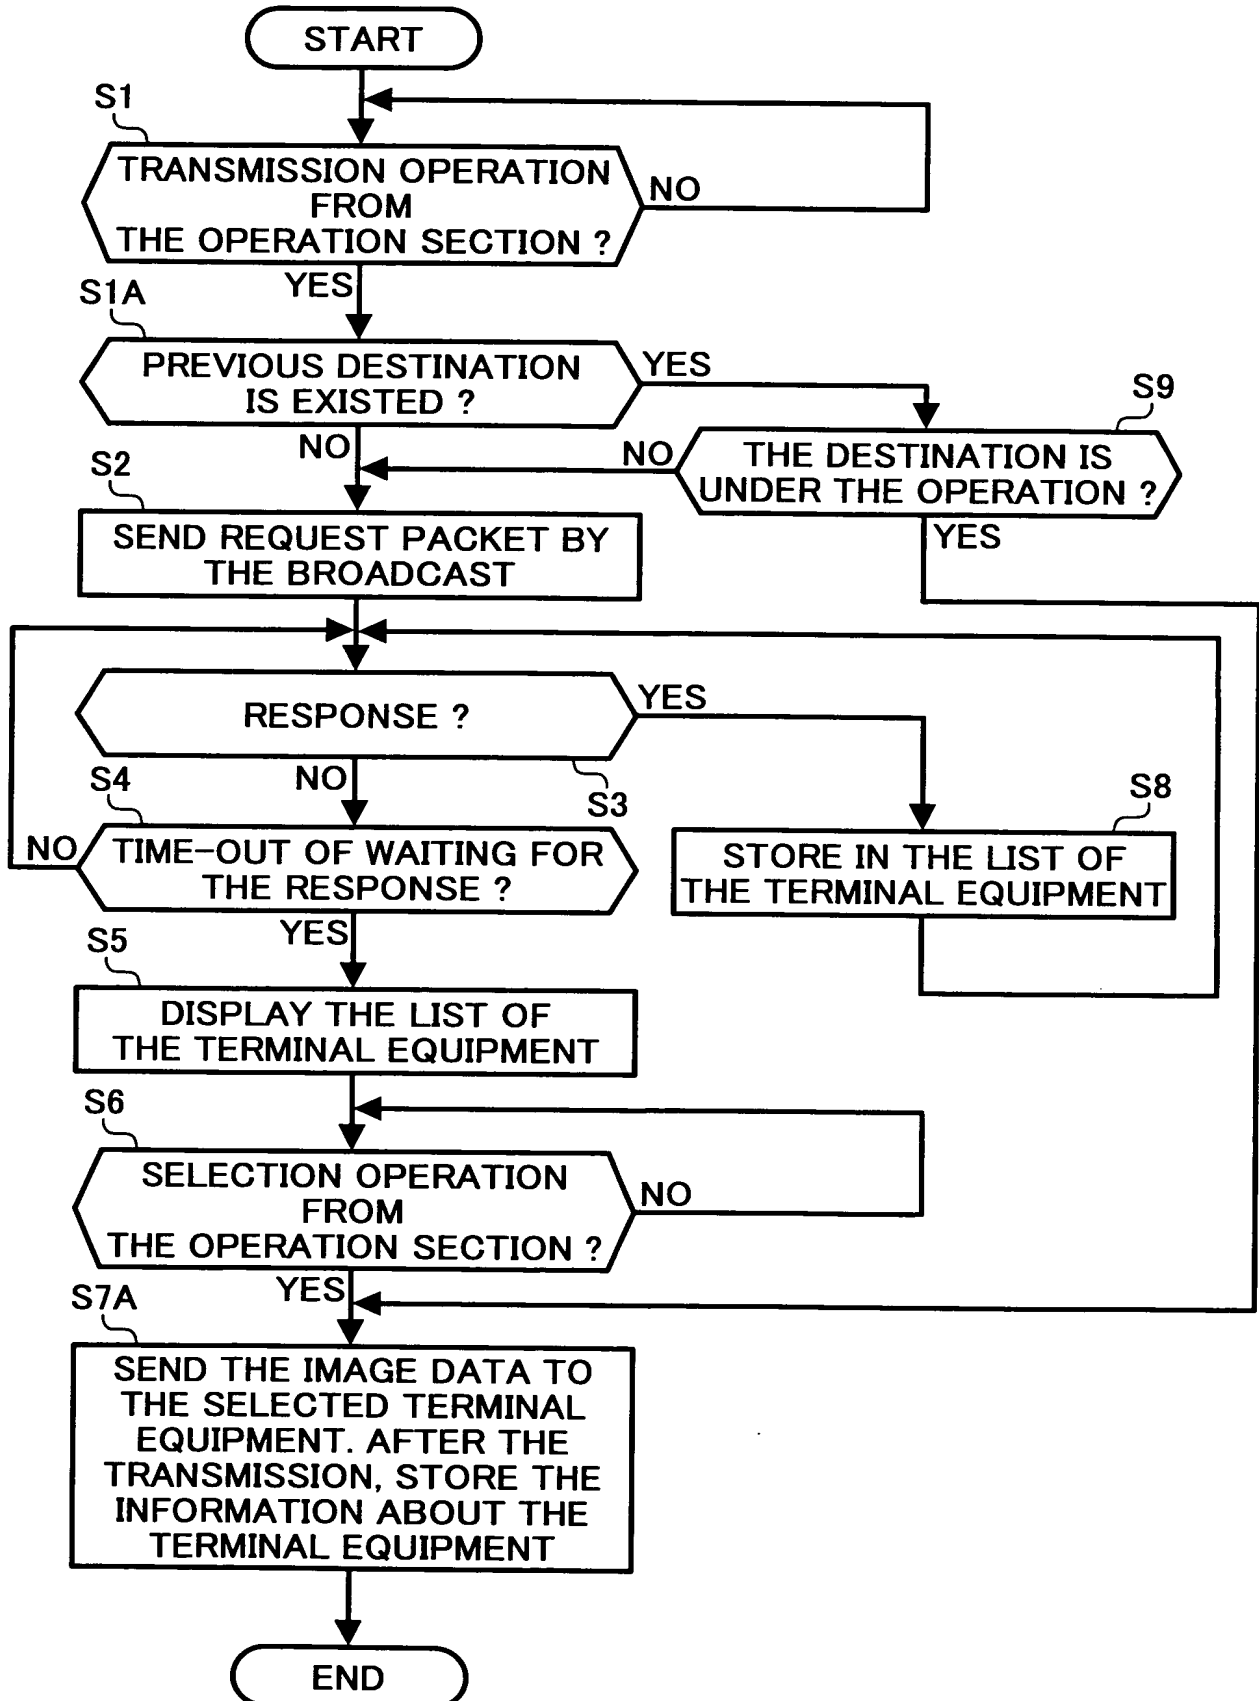 START
S1
TRANSMISSION OPERATION
FROM
THE OPERATION SECTION ?
NO
YES
S1A
PREVIOUS DESTINATION
IS EXISTED ?
YES
NO
S9
THE DESTINATION IS
UNDER THE OPERATION ?
NO
YES
S2
SEND REQUEST PACKET BY
THE BROADCAST
RESPONSE ?
YES
NO
S3
S4
TIME-OUT OF WAITING FOR
THE RESPONSE ?
NO
YES
S8
STORE IN THE LIST OF
THE TERMINAL EQUIPMENT
S5
DISPLAY THE LIST OF
THE TERMINAL EQUIPMENT
S6
SELECTION OPERATION
FROM
THE OPERATION SECTION ?
NO
YES
S7A
SEND THE IMAGE DATA TO
THE SELECTED TERMINAL
EQUIPMENT. AFTER THE
TRANSMISSION, STORE THE
INFORMATION ABOUT THE
TERMINAL EQUIPMENT
END